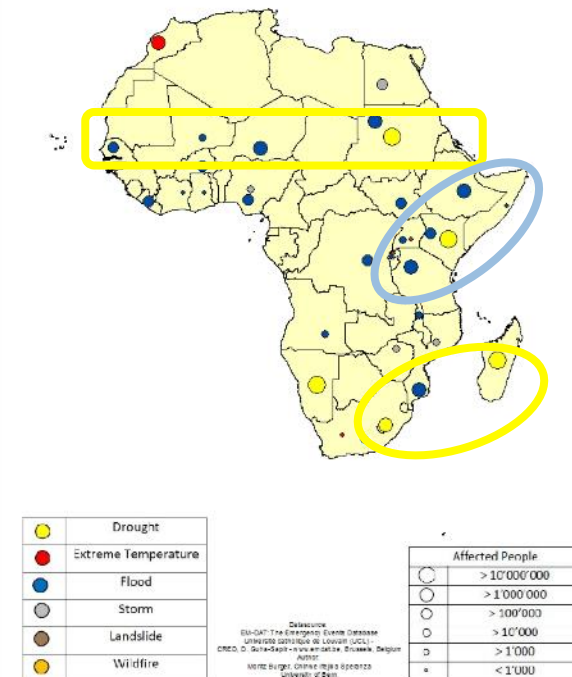 Drought
Extreme Temperature
Flood
Storm
Landslide
Wildfire
Datasource
EM-DAT: The Emergency Events Database
Université catholique de Louvain (UCL) -
CRED, D. Guha-Sapir - www.emdat.be, Brussels, Belgium
Author:
University of Bern
Affected People
> 10'000'000
> 1'000'000
> 100'000
> 10'000
> 1'000
< 1'000